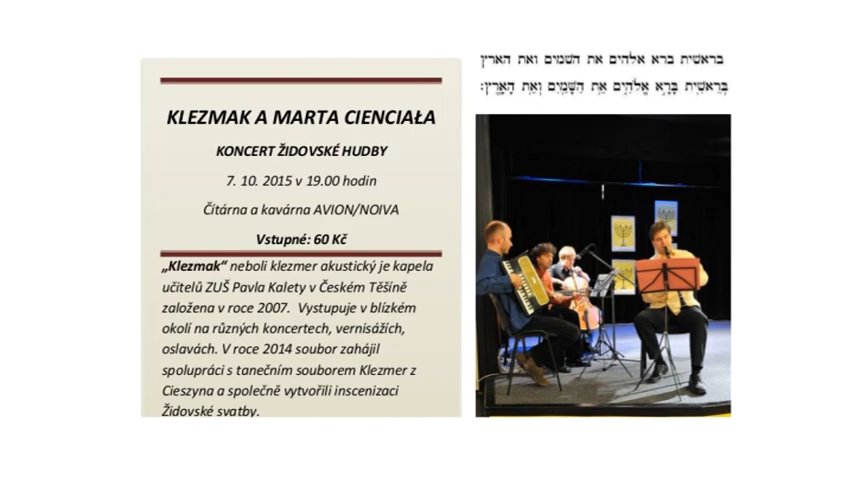 KLEZMAK A MARTA CIENCIAŁA
KONCERT ŽIDOVSKÉ HUDBY
7. 10. 2015 v 19.00 hodin
Čítárna a kavárna AVION/NOIVA
Vstupné: 60 Kč
„Klezmak“ neboli klezmer akustický je kapela
učitelů ZUŠ Pavla Kalety v Českém Těšíně
založena v roce 2007. Vystupuje v blízkém
okolí na různých koncertech, vernisážích,
oslavách. V roce 2014 soubor zahájil
spolupráci s tanečním souborem Klezmer z
Cieszyna a společně vytvořili inscenizaci
Židovské svatby.
בראשית ברא אלהים את השמים ואת הארץ
בְּרֵאשִׁ֖ית בָּרָ֣א אֱלֹהִ֑ים אֵ֥ת הַשָּׁמַ֖יִם וְאֵ֥ת הָאָֽרֶץ׃